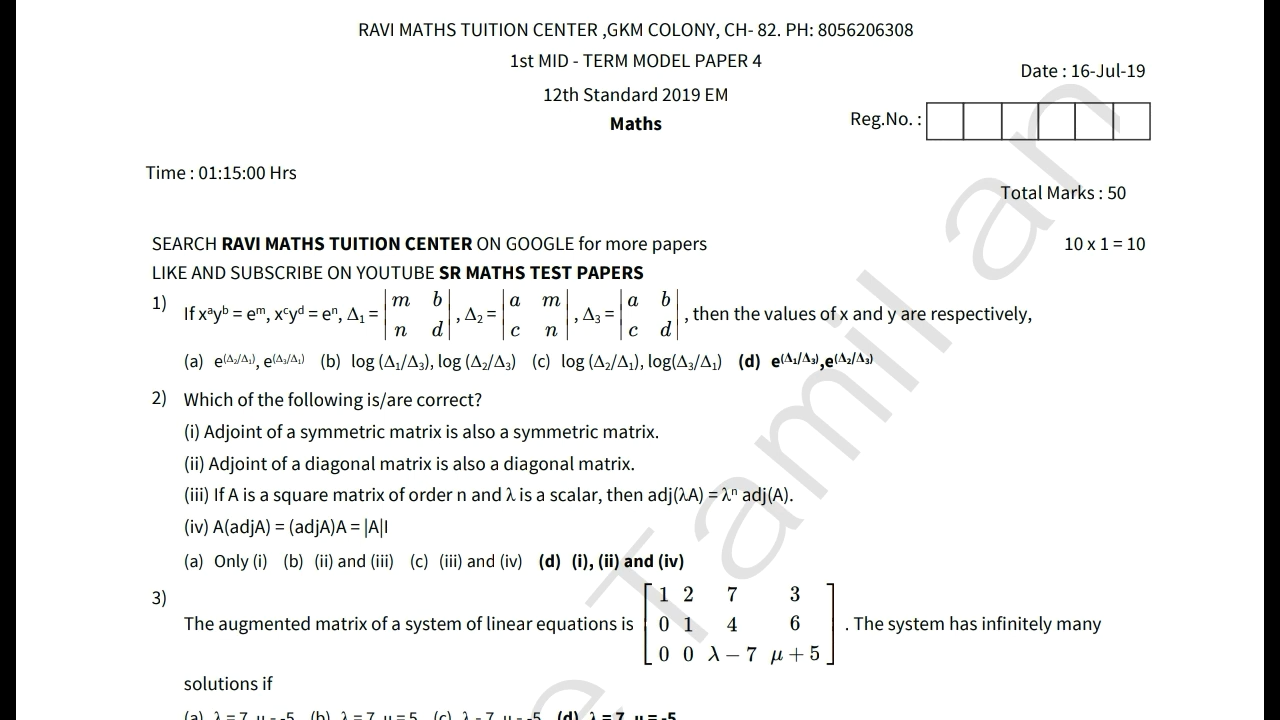 RAVI MATHS TUITION CENTER ,GKM COLONY, CH- 82. PH: 8056206308
1st MID - TERM MODEL PAPER 4
Date : 16-Jul-19
12th Standard 2019 EM
Maths
Reg.No. :
Time : 01:15:00 Hrs
Total Marks : 50
SEARCH RAVI MATHS TUITION CENTER ON GOOGLE for more papers 10 x 1 = 10
LIKE AND SUBSCRIBE ON YOUTUBE SR MATHS TEST PAPERS
1) If xᵃyᵇ = eᵐ, xᶜyᵈ = eⁿ, Δ₁ = |m b; n d|, Δ₂ = |a m; c n|, Δ₃ = |a b; c d|, then the values of x and y are respectively,
(a) e^(Δ₂/Δ₁), e^(Δ₃/Δ₁) (b) log (Δ₁/Δ₃), log (Δ₂/Δ₃) (c) log (Δ₂/Δ₁), log(Δ₃/Δ₁) (d) e^(Δ₁/Δ₃),e^(Δ₂/Δ₃)
2) Which of the following is/are correct?
(i) Adjoint of a symmetric matrix is also a symmetric matrix.
(ii) Adjoint of a diagonal matrix is also a diagonal matrix.
(iii) If A is a square matrix of order n and λ is a scalar, then adj(λA) = λⁿ adj(A).
(iv) A(adjA) = (adjA)A = |A|I
(a) Only (i) (b) (ii) and (iii) (c) (iii) and (iv) (d) (i), (ii) and (iv)
3) The augmented matrix of a system of linear equations is [1 2 7 3; 0 1 4 6; 0 0 λ − 7 μ + 5] . The system has infinitely many
solutions if